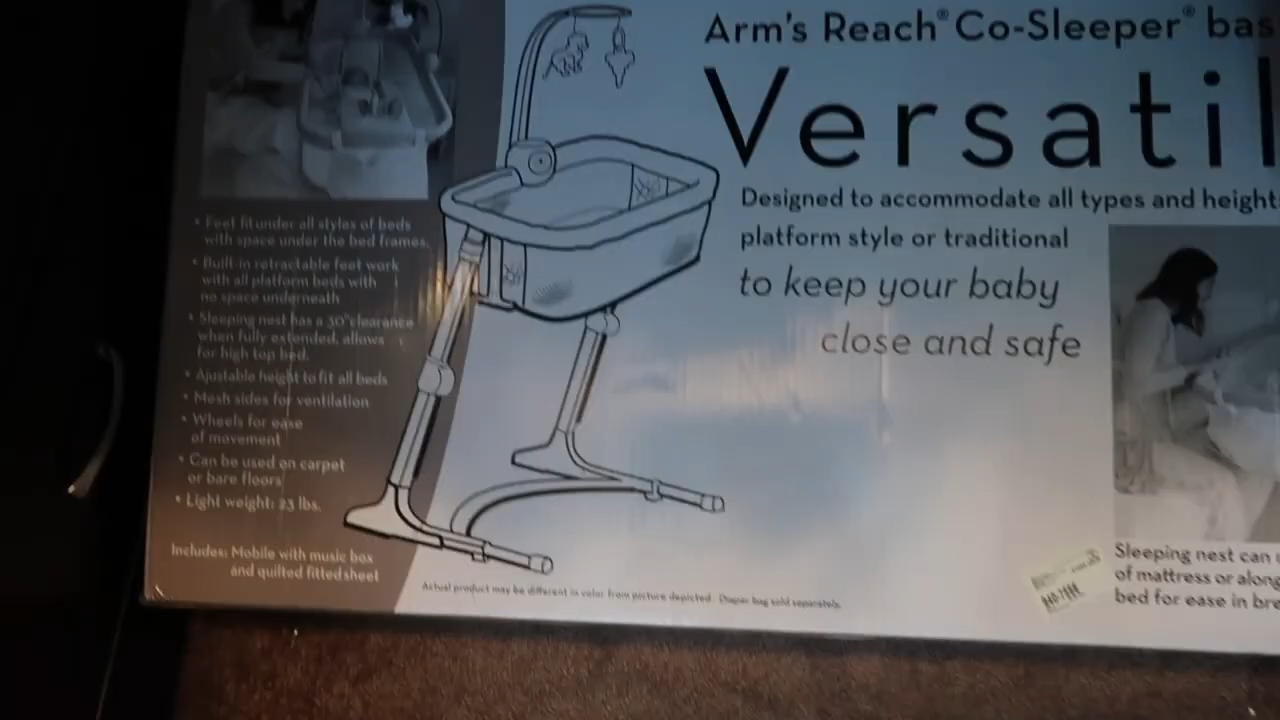 Arm's Reach® Co-Sleeper® bas
Versatil
Designed to accommodate all types and height
platform style or traditional
to keep your baby
close and safe
• Feet fit under all styles of beds
with space under the bed frames.
• Built-in retractable feet work
with all platform beds with
no space underneath
• Sleeping nest has a 30" clearance
when fully extended, allows
for high top bed.
• Ajustable height to fit all beds
• Mesh sides for ventilation
• Wheels for ease
of movement
• Can be used on carpet
or bare floors
• Light weight: 23 lbs.
Includes: Mobile with music box
and quilted fitted sheet
Actual product may be different in color from picture depicted. Diaper bag sold separately.
Sleeping nest can
of mattress or along
bed for ease in bre